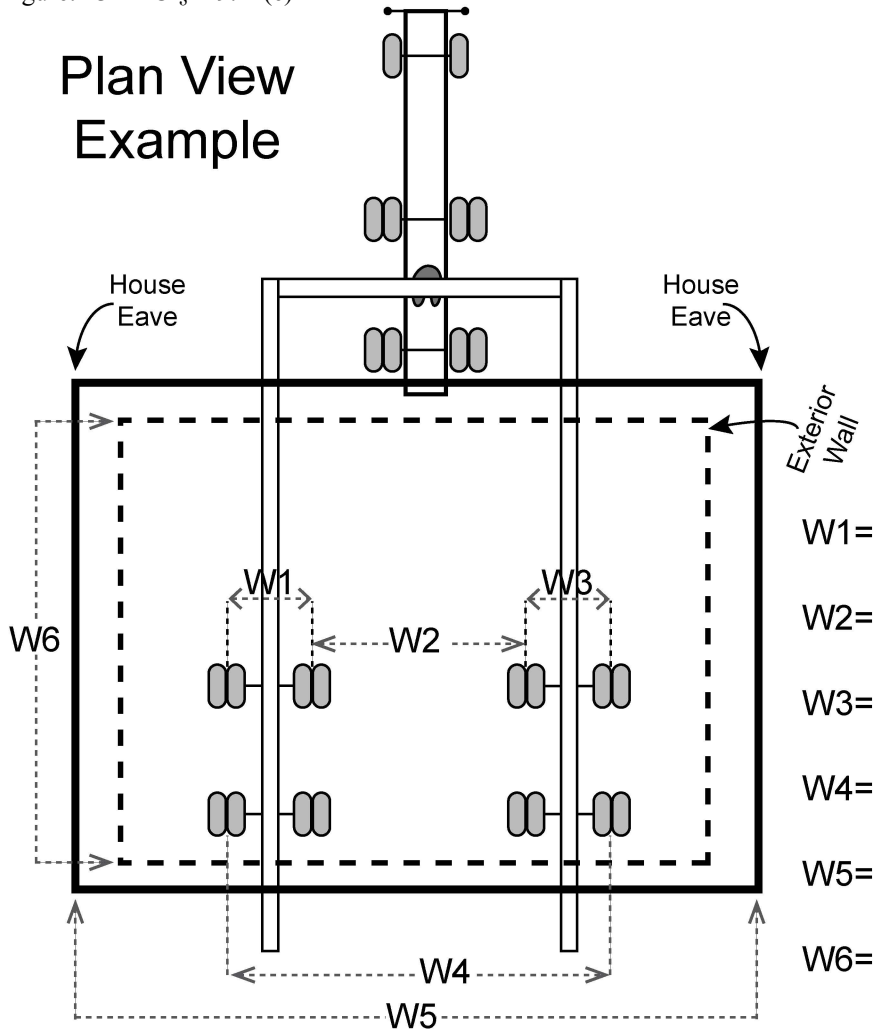 Plan View
Example
House
Eave
House
Eave
Exterior
Wall
W1=
W1
W3
W2=
W6
W2
W3=
W4=
W5=
W4
W6=
W5